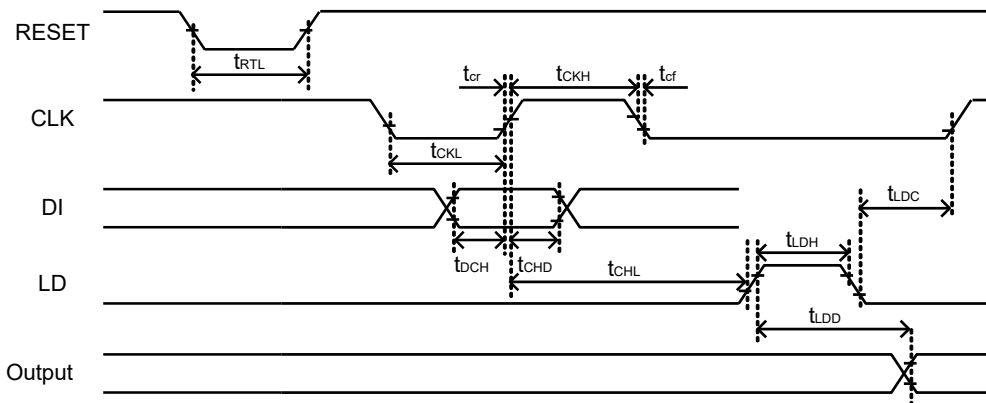 RESET
tRTL
tcr
tCKH
tcf
CLK
tCKL
DI
tLDC
tDCH
tCHD
tCHL
tLDH
LD
tLDD
Output